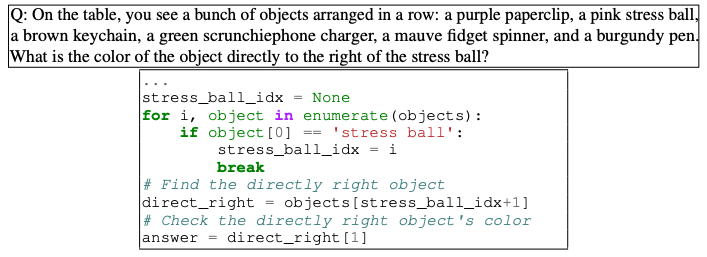 Q: On the table, you see a bunch of objects arranged in a row: a purple paperclip, a pink stress ball,
a brown keychain, a green scrunchiephone charger, a mauve fidget spinner, and a burgundy pen.
What is the color of the object directly to the right of the stress ball?
...
stress_ball_idx = None
for i, object in enumerate(objects):
    if object[0] == 'stress ball':
        stress_ball_idx = i
        break
# Find the directly right object
direct_right = objects[stress_ball_idx+1]
# Check the directly right object's color
answer = direct_right[1]